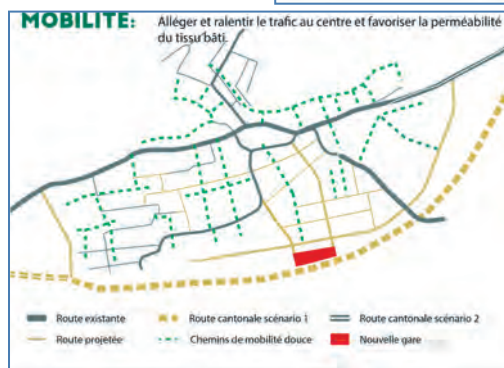 MOBILITE:
Alléger et ralentir le trafic au centre et favoriser la perméabilité
du tissu bâti.
Route existante
Route cantonale scénario 1
Route cantonale scénario 2
Route projetée
Chemins de mobilité douce
Nouvelle gare